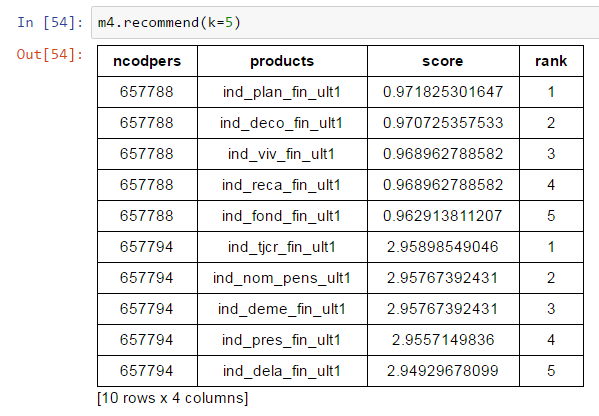 In [54]: m4.recommend(k=5)
Out[54]:
ncodpers products score rank
657788 ind_plan_fin_ult1 0.971825301647 1
657788 ind_deco_fin_ult1 0.970725357533 2
657788 ind_viv_fin_ult1 0.968962788582 3
657788 ind_reca_fin_ult1 0.968962788582 4
657788 ind_fond_fin_ult1 0.962913811207 5
657794 ind_tjcr_fin_ult1 2.95898549046 1
657794 ind_nom_pens_ult1 2.95767392431 2
657794 ind_deme_fin_ult1 2.95767392431 3
657794 ind_pres_fin_ult1 2.9557149836 4
657794 ind_dela_fin_ult1 2.94929678099 5
[10 rows x 4 columns]